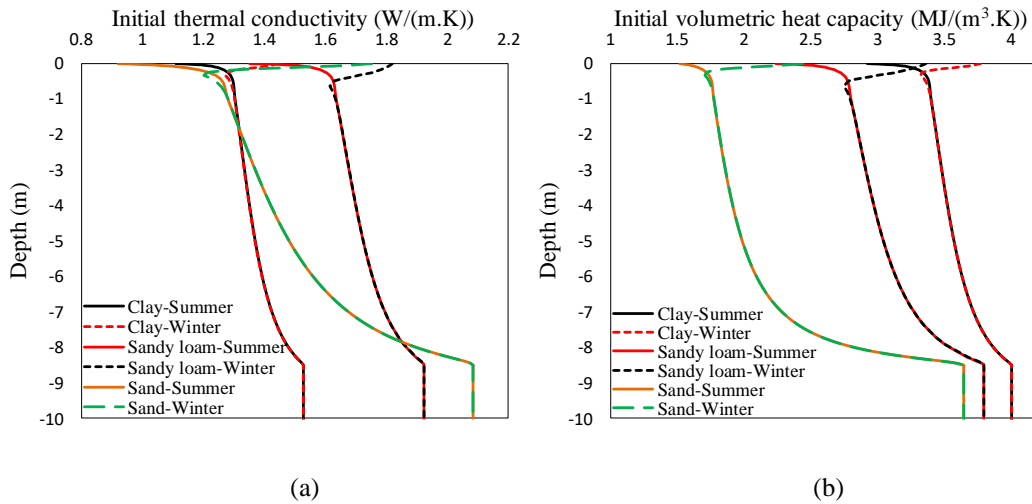 Initial thermal conductivity (W/(m.K))
0.8 1 1.2 1.4 1.6 1.8 2 2.2
0
-1
-2
-3
-4
-5
-6
-7
-8
-9
-10
Depth (m)
Clay-Summer
Clay-Winter
Sandy loam-Summer
Sandy loam-Winter
Sand-Summer
Sand-Winter
(a)
Initial volumetric heat capacity (MJ/(m³.K)
1 1.5 2 2.5 3 3.5 4
0
-1
-2
-3
-4
-5
-6
-7
-8
-9
-10
Depth (m)
Clay-Summer
Clay-Winter
Sandy loam-Summer
Sandy loam-Winter
Sand-Summer
Sand-Winter
(b)